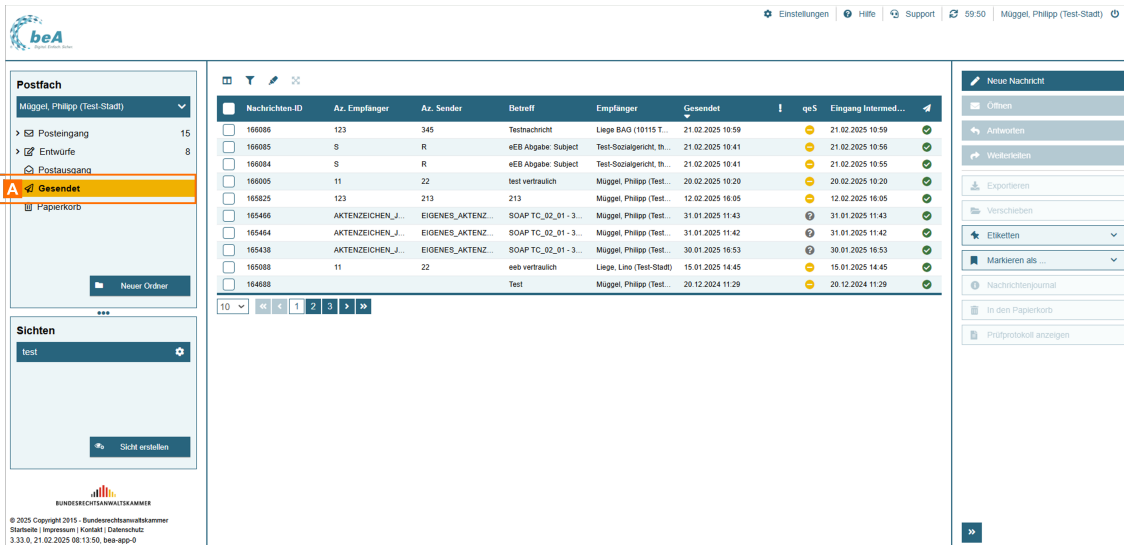 Einstellungen Hilfe Support 59:50 Müggel, Philipp (Test-Stadt)
beA
Digital. Einfach. Sicher.
Postfach
Müggel, Philipp (Test-Stadt)
Posteingang 15
Entwürfe 8
Postausgang
A Gesendet
Papierkorb
Neuer Ordner
Sichten
test
Sicht erstellen
BUNDESRECHTSANWALTSKAMMER
© 2025 Copyright 2015 - Bundesrechtsanwaltskammer
Startseite | Impressum | Kontakt | Datenschutz
3.33.0, 21.02.2025 08:13:50, bea-app-0
Nachrichten-ID Az. Empfänger Az. Sender Betreff Empfänger Gesendet ! qeS Eingang Intermed...
166086 123 345 Testnachricht Liege BAG (10115 T... 21.02.2025 10:59 21.02.2025 10:59
166085 S R eEB Abgabe: Subject Test-Sozialgericht, th... 21.02.2025 10:41 21.02.2025 10:56
166084 S R eEB Abgabe: Subject Test-Sozialgericht, th... 21.02.2025 10:41 21.02.2025 10:55
166005 11 22 test vertraulich Müggel, Philipp (Test... 20.02.2025 10:20 20.02.2025 10:20
165825 123 213 213 Müggel, Philipp (Test... 12.02.2025 16:05 12.02.2025 16:05
165466 AKTENZEICHEN_J... EIGENES_AKTENZ... SOAP TC_02_01 - 3... Müggel, Philipp (Test... 31.01.2025 11:43 31.01.2025 11:43
165464 AKTENZEICHEN_J... EIGENES_AKTENZ... SOAP TC_02_01 - 3... Müggel, Philipp (Test... 31.01.2025 11:42 31.01.2025 11:42
165438 AKTENZEICHEN_J... EIGENES_AKTENZ... SOAP TC_02_01 - 3... Müggel, Philipp (Test... 30.01.2025 16:53 30.01.2025 16:53
165088 11 22 eeb vertraulich Liege, Lino (Test-Stadt) 15.01.2025 14:45 15.01.2025 14:45
164688 Test Müggel, Philipp (Test... 20.12.2024 11:29 20.12.2024 11:29
10 1 2 3
Neue Nachricht
Öffnen
Antworten
Weiterleiten
Exportieren
Verschieben
Etiketten
Markieren als ...
Nachrichtenjournal
In den Papierkorb
Prüfprotokoll anzeigen